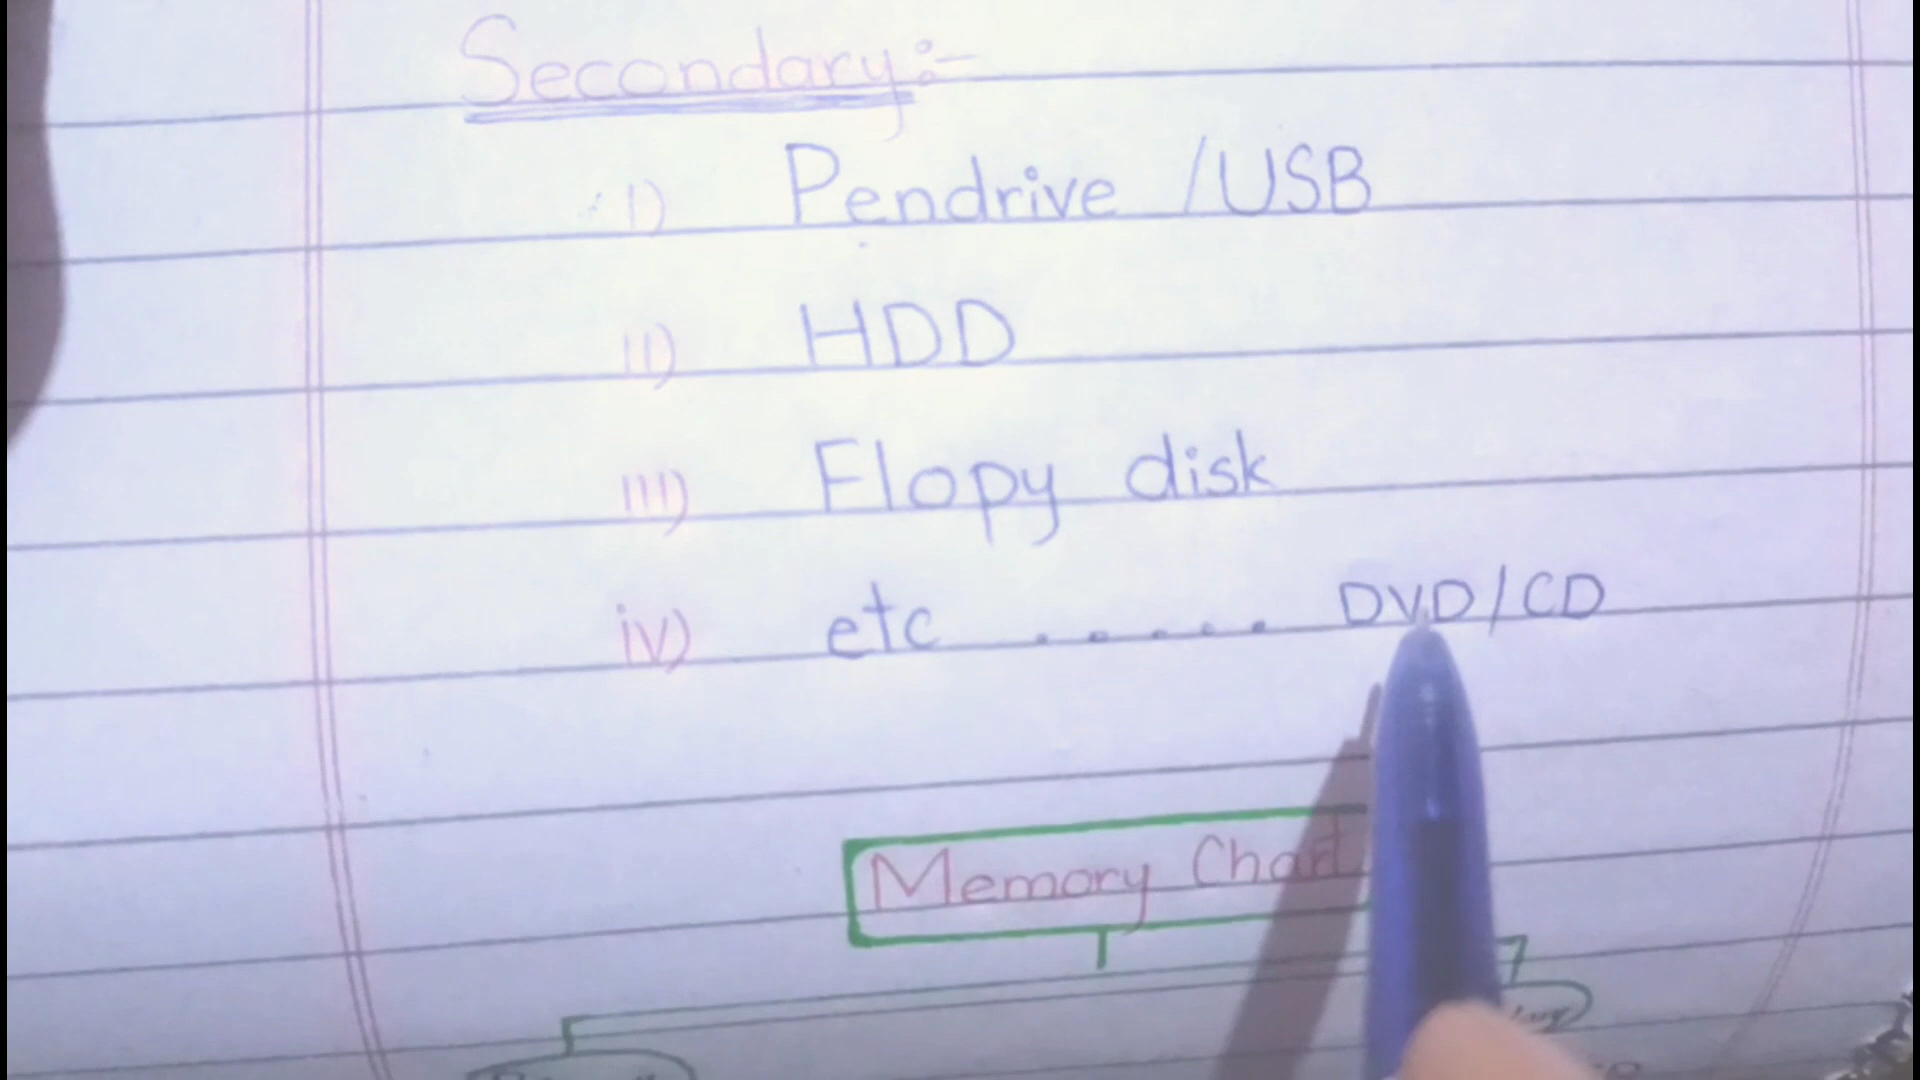 Secondary:-
I) Pendrive /USB
II) HDD
III) Flopy disk
iv) etc ..... DVD/CD
Memory Chart